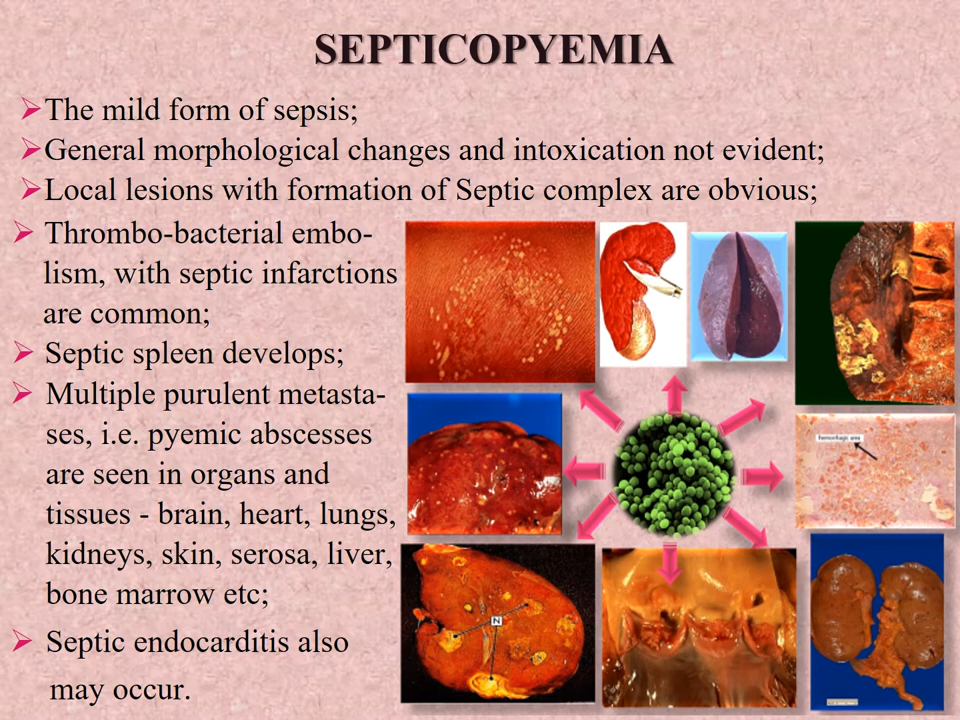 SEPTICOPYEMIA
The mild form of sepsis;
General morphological changes and intoxication not evident;
Local lesions with formation of Septic complex are obvious;
Thrombo-bacterial embo-
lism, with septic infarctions
are common;
Septic spleen develops;
Multiple purulent metasta-
ses, i.e. pyemic abscesses
are seen in organs and
tissues - brain, heart, lungs,
kidneys, skin, serosa, liver,
bone marrow etc;
Septic endocarditis also
may occur.
hemorrhagic area
N